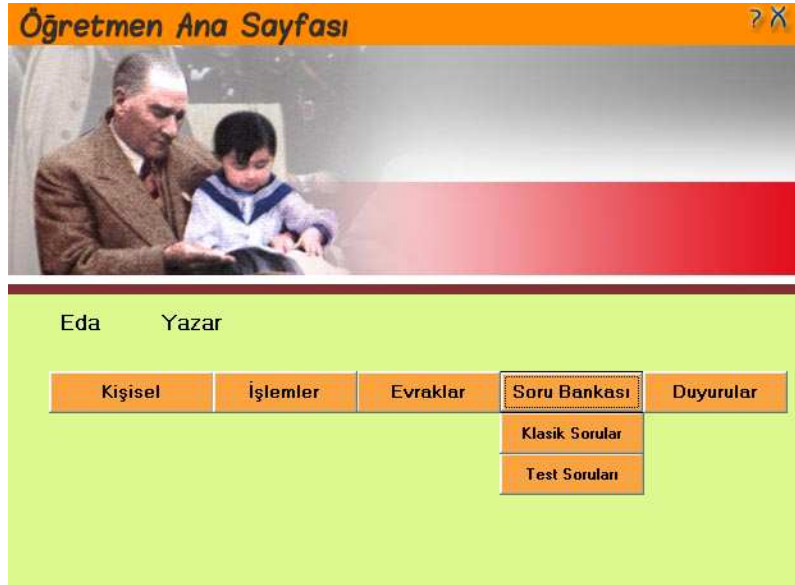 Öğretmen Ana Sayfası ? X
Eda Yazar
Kişisel İşlemler Evraklar Soru Bankası Duyurular
Klasik Sorular
Test Soruları